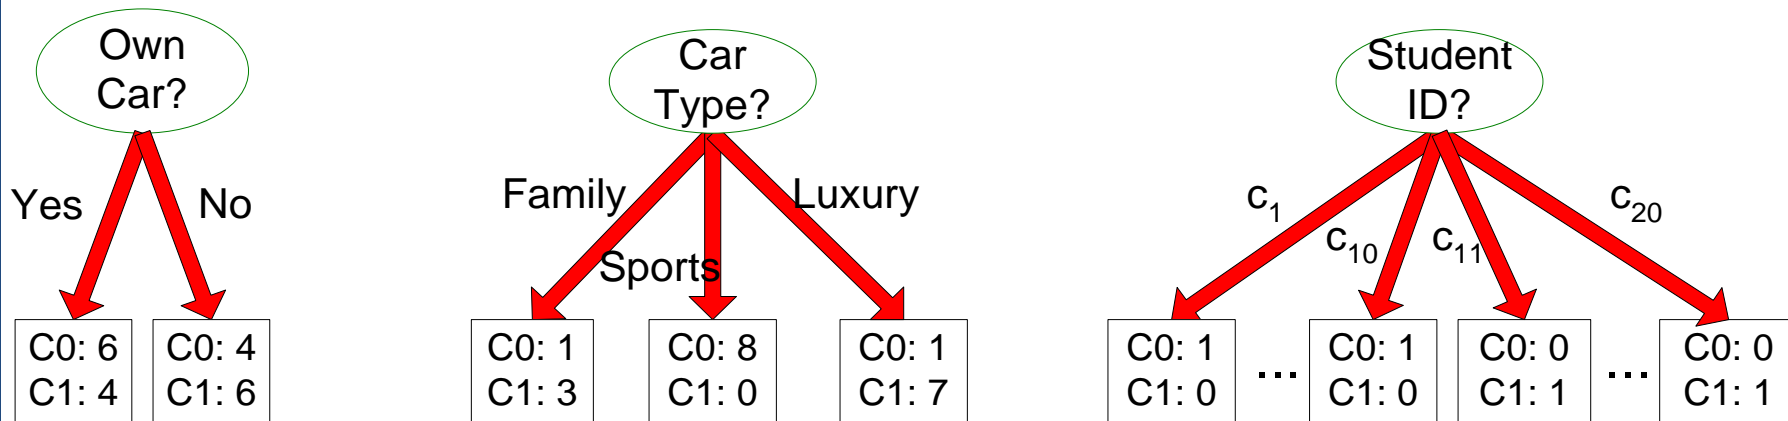 Own
Car?
Yes
No
C0: 6
C1: 4
C0: 4
C1: 6
Car
Type?
Family
Sports
Luxury
C0: 1
C1: 3
C0: 8
C1: 0
C0: 1
C1: 7
Student
ID?
c₁
c₁₀
c₁₁
c₂₀
C0: 1
C1: 0
...
C0: 1
C1: 0
C0: 0
C1: 1
...
C0: 0
C1: 1